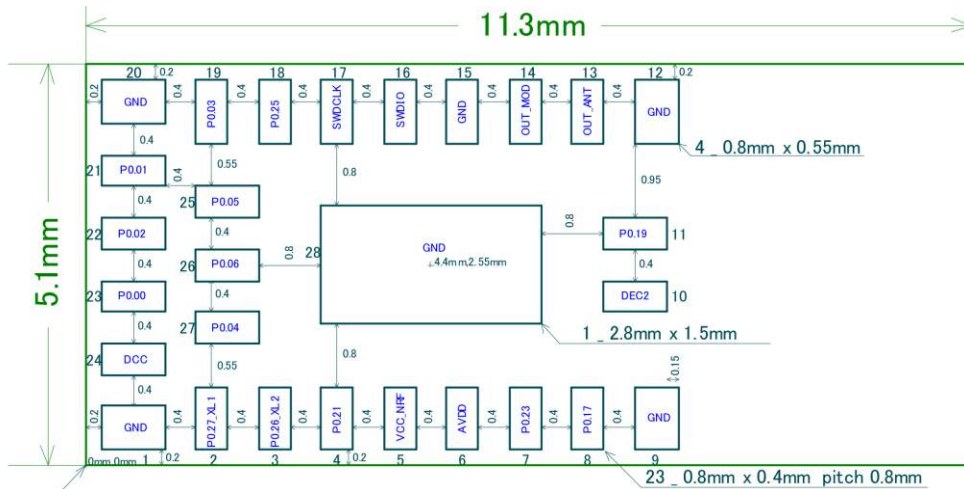 11.3mm
5.1mm
20 0.2 19 18 17 16 15 14 13 12 0.2
0.2 GND 0.4 P0.03 0.4 P0.25 0.4 SWDCLK 0.4 SWDIO 0.4 GND 0.4 OUT_MOD 0.4 OUT_ANT 0.4 GND
4 _ 0.8mm x 0.55mm
0.4 0.55 0.8 0.95
21 P0.01 0.4
0.4 25 P0.05
22 P0.02 0.4 0.8 P0.19 11
GND
0.4 26 P0.06 0.8 28 4.4mm,2.55mm 0.4
23 P0.00 0.4 DEC2 10
0.4 27 P0.04 1 _ 2.8mm x 1.5mm
24 DCC 0.55 0.8 0.15
0.4
0.2 GND 0.4 P0.27_XL1 0.4 P0.26_XL2 0.4 P0.21 0.4 VCC_NRF 0.4 AVDD 0.4 P0.23 0.4 P0.17 0.4 GND
0mm,0mm 1 0.2 2 3 4 0.2 5 6 7 8 9
23 _ 0.8mm x 0.4mm pitch 0.8mm